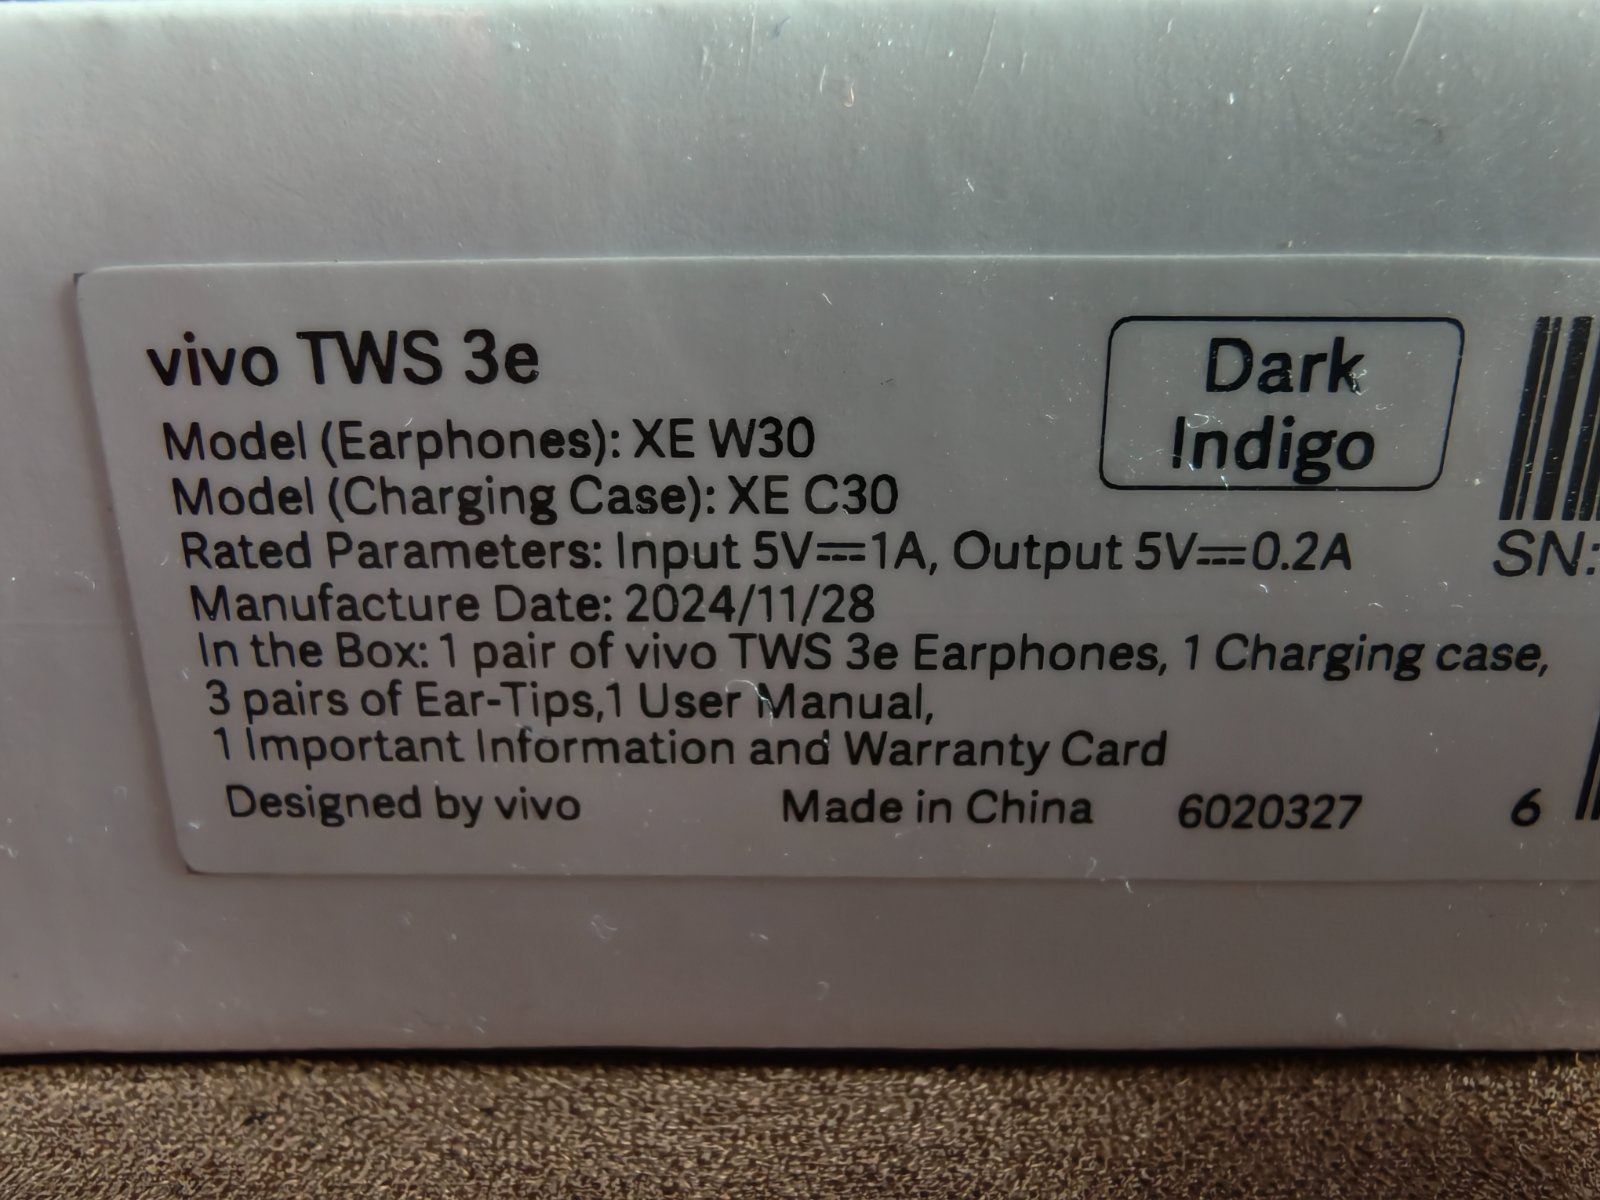 vivo TWS 3e
Dark
Indigo
Model (Earphones): XE W30
Model (Charging Case): XE C30
Rated Parameters: Input 5V⎓1A, Output 5V⎓0.2A
SN:
Manufacture Date: 2024/11/28
In the Box: 1 pair of vivo TWS 3e Earphones, 1 Charging case,
3 pairs of Ear-Tips,1 User Manual,
1 Important Information and Warranty Card
Designed by vivo Made in China 6020327 6